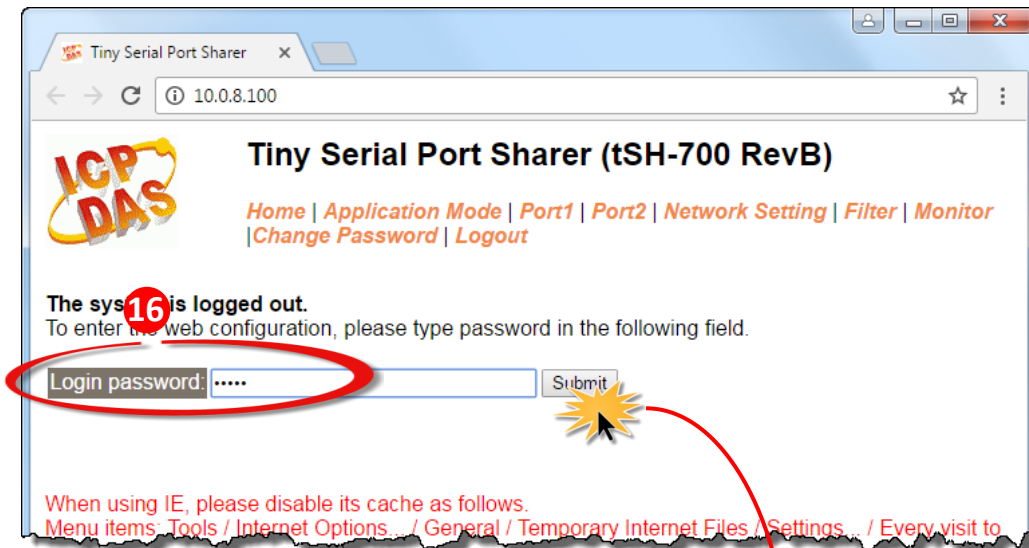 Tiny Serial Port Sharer
10.0.8.100
ICP DAS
Tiny Serial Port Sharer (tSH-700 RevB)
Home | Application Mode | Port1 | Port2 | Network Setting | Filter | Monitor
|Change Password | Logout
The sys is logged out.
16
To enter the web configuration, please type password in the following field.
Login password: •••••
Submit
When using IE, please disable its cache as follows.
Menu items: Tools / Internet Options... / General / Temporary Internet Files / Settings... / Every visit to